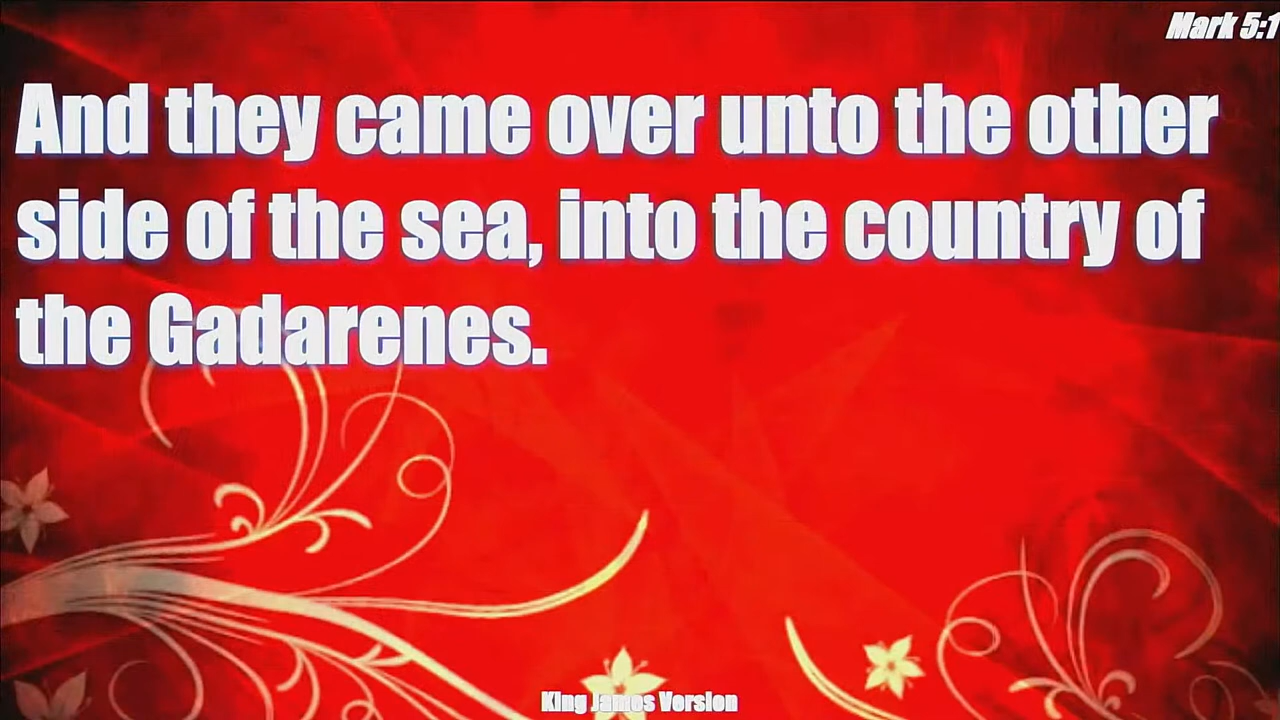 Mark 5:1
And they came over unto the other
side of the sea, into the country of
the Gadarenes.
King James Version